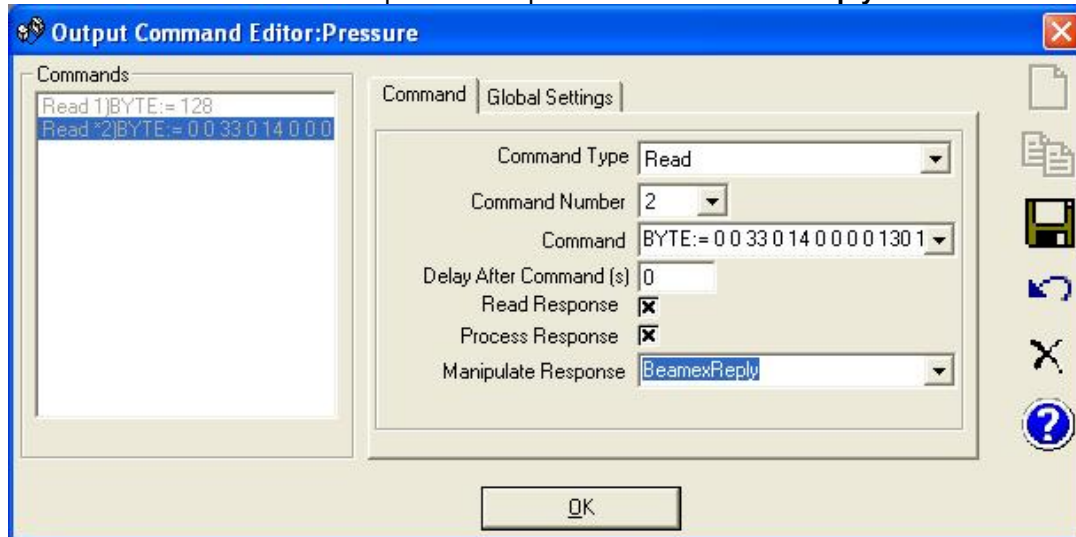 Output Command Editor:Pressure
Commands
Read 1)BYTE:= 128
Read *2)BYTE:= 0 0 33 0 14 0 0 0
Command
Global Settings
Command Type Read
Command Number 2
Command BYTE:= 0 0 33 0 14 0 0 0 0 130 1
Delay After Command (s) 0
Read Response
Process Response
Manipulate Response BeamexReply
OK